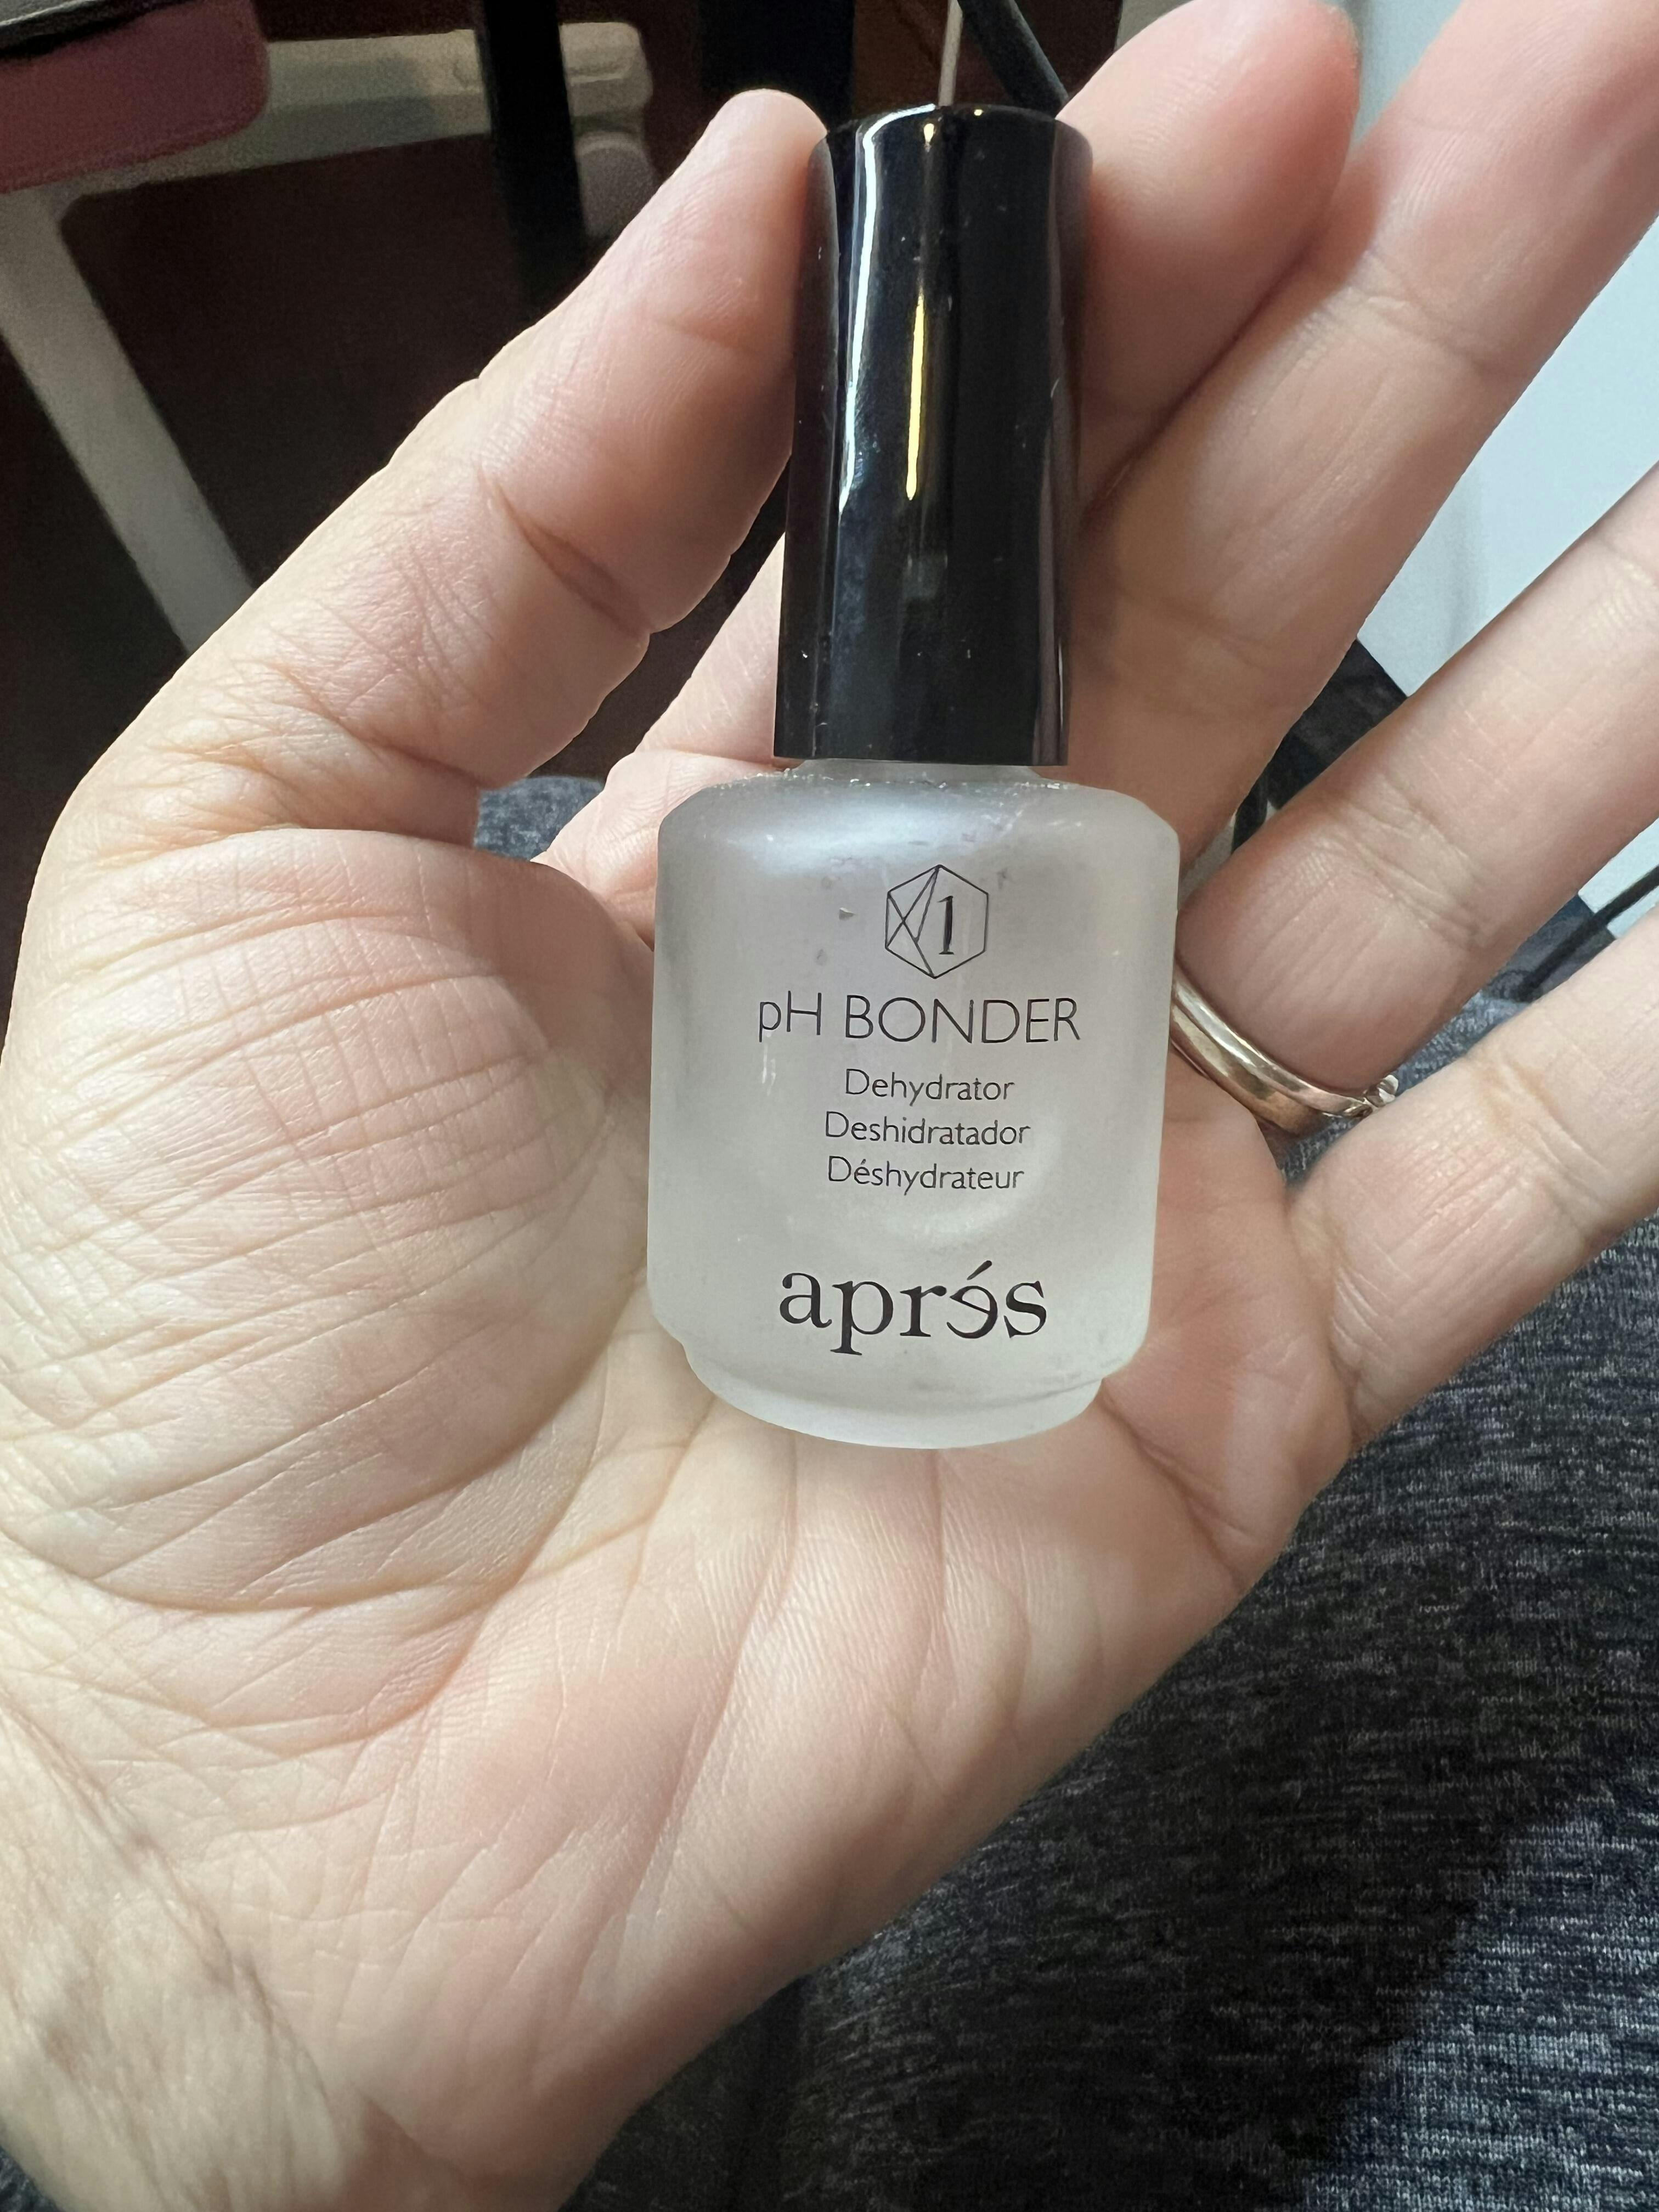 1
pH BONDER
Dehydrator
Deshidratador
Déshydrateur
aprés